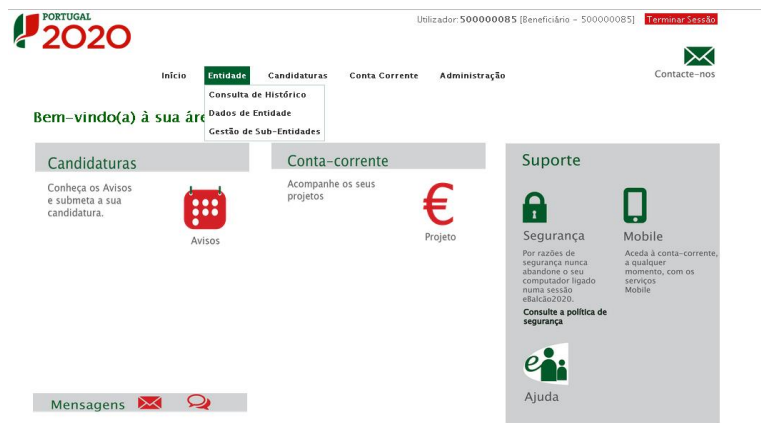 PORTUGAL
2020
Utilizador: 500000085 [Beneficiário - 500000085] Terminar Sessão
Contacte-nos
Início Entidade Candidaturas Conta Corrente Administração
Consulta de Histórico
Dados de Entidade
Gestão de Sub-Entidades
Bem-vindo(a) à sua áre
Candidaturas
Conheça os Avisos
e submeta a sua
candidatura.
Avisos
Conta-corrente
Acompanhe os seus
projetos
€
Projeto
Suporte
Segurança
Por razões de
segurança nunca
abandone o seu
computador ligado
numa sessão
eBalcão2020.
Consulte a política de
segurança
Mobile
Aceda à conta-corrente,
a qualquer
momento, com os
serviços
Mobile
Ajuda
Mensagens